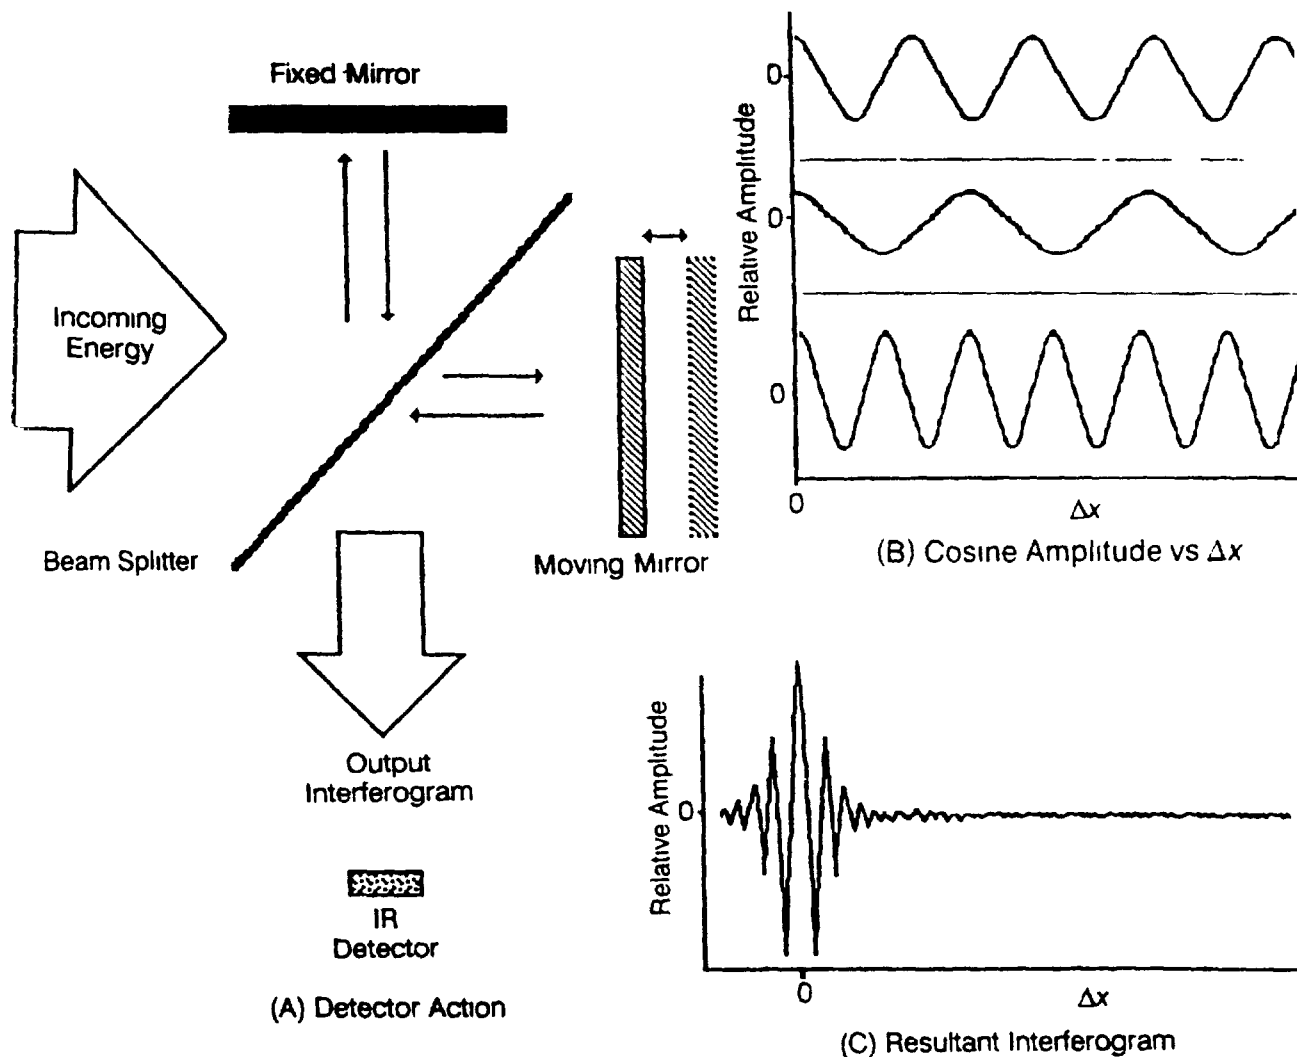 Fixed Mirror
Incoming
Energy
Beam Splitter
Moving Mirror
Output
Interferogram
IR
Detector
(A) Detector Action
Relative Amplitude
0
0
0
0
Δx
(B) Cosine Amplitude vs Δx
Relative Amplitude
0
0
Δx
(C) Resultant Interferogram